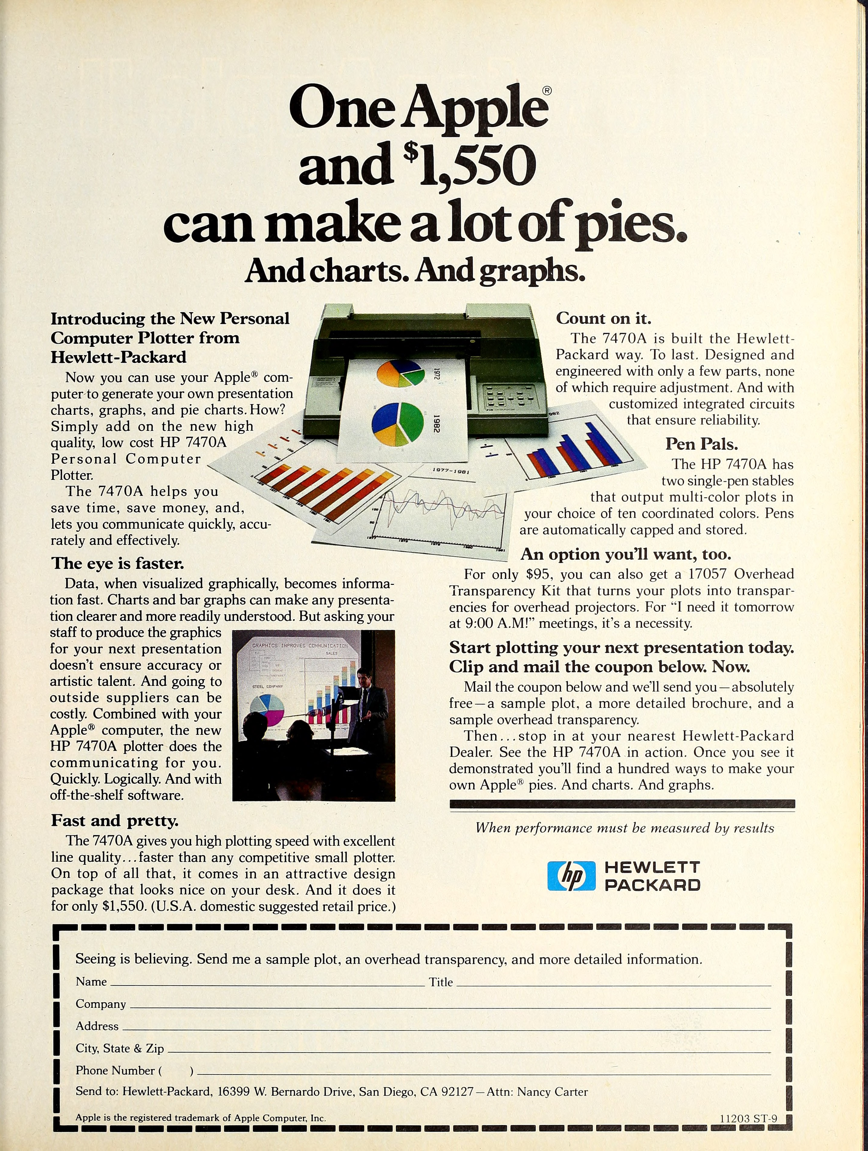 One Apple®
and $1,550
can make a lot of pies.
And charts. And graphs.
Introducing the New Personal
Computer Plotter from
Hewlett-Packard
Now you can use your Apple® com-
puter to generate your own presentation
charts, graphs, and pie charts. How?
Simply add on the new high
quality, low cost HP 7470A
Personal Computer
Plotter.
The 7470A helps you
save time, save money, and,
lets you communicate quickly, accu-
rately and effectively.
The eye is faster.
Data, when visualized graphically, becomes informa-
tion fast. Charts and bar graphs can make any presenta-
tion clearer and more readily understood. But asking your
staff to produce the graphics
for your next presentation
doesn't ensure accuracy or
artistic talent. And going to
outside suppliers can be
costly. Combined with your
Apple® computer, the new
HP 7470A plotter does the
communicating for you.
Quickly. Logically. And with
off-the-shelf software.
GRAPHICS IMPROVES COMMUNICATION
SALES
STEEL COMPANY
Fast and pretty.
The 7470A gives you high plotting speed with excellent
line quality...faster than any competitive small plotter.
On top of all that, it comes in an attractive design
package that looks nice on your desk. And it does it
for only $1,550. (U.S.A. domestic suggested retail price.)
1972
1982
1977-1981
Count on it.
The 7470A is built the Hewlett-
Packard way. To last. Designed and
engineered with only a few parts, none
of which require adjustment. And with
customized integrated circuits
that ensure reliability.
Pen Pals.
The HP 7470A has
two single-pen stables
that output multi-color plots in
your choice of ten coordinated colors. Pens
are automatically capped and stored.
An option you'll want, too.
For only $95, you can also get a 17057 Overhead
Transparency Kit that turns your plots into transpar-
encies for overhead projectors. For "I need it tomorrow
at 9:00 A.M!" meetings, it's a necessity.
Start plotting your next presentation today.
Clip and mail the coupon below. Now.
Mail the coupon below and we'll send you—absolutely
free—a sample plot, a more detailed brochure, and a
sample overhead transparency.
Then...stop in at your nearest Hewlett-Packard
Dealer. See the HP 7470A in action. Once you see it
demonstrated you'll find a hundred ways to make your
own Apple® pies. And charts. And graphs.
When performance must be measured by results
hp HEWLETT
PACKARD
Seeing is believing. Send me a sample plot, an overhead transparency, and more detailed information.
Name Title
Company
Address
City, State & Zip
Phone Number ( )
Send to: Hewlett-Packard, 16399 W. Bernardo Drive, San Diego, CA 92127—Attn: Nancy Carter
Apple is the registered trademark of Apple Computer, Inc. 11203 ST-9